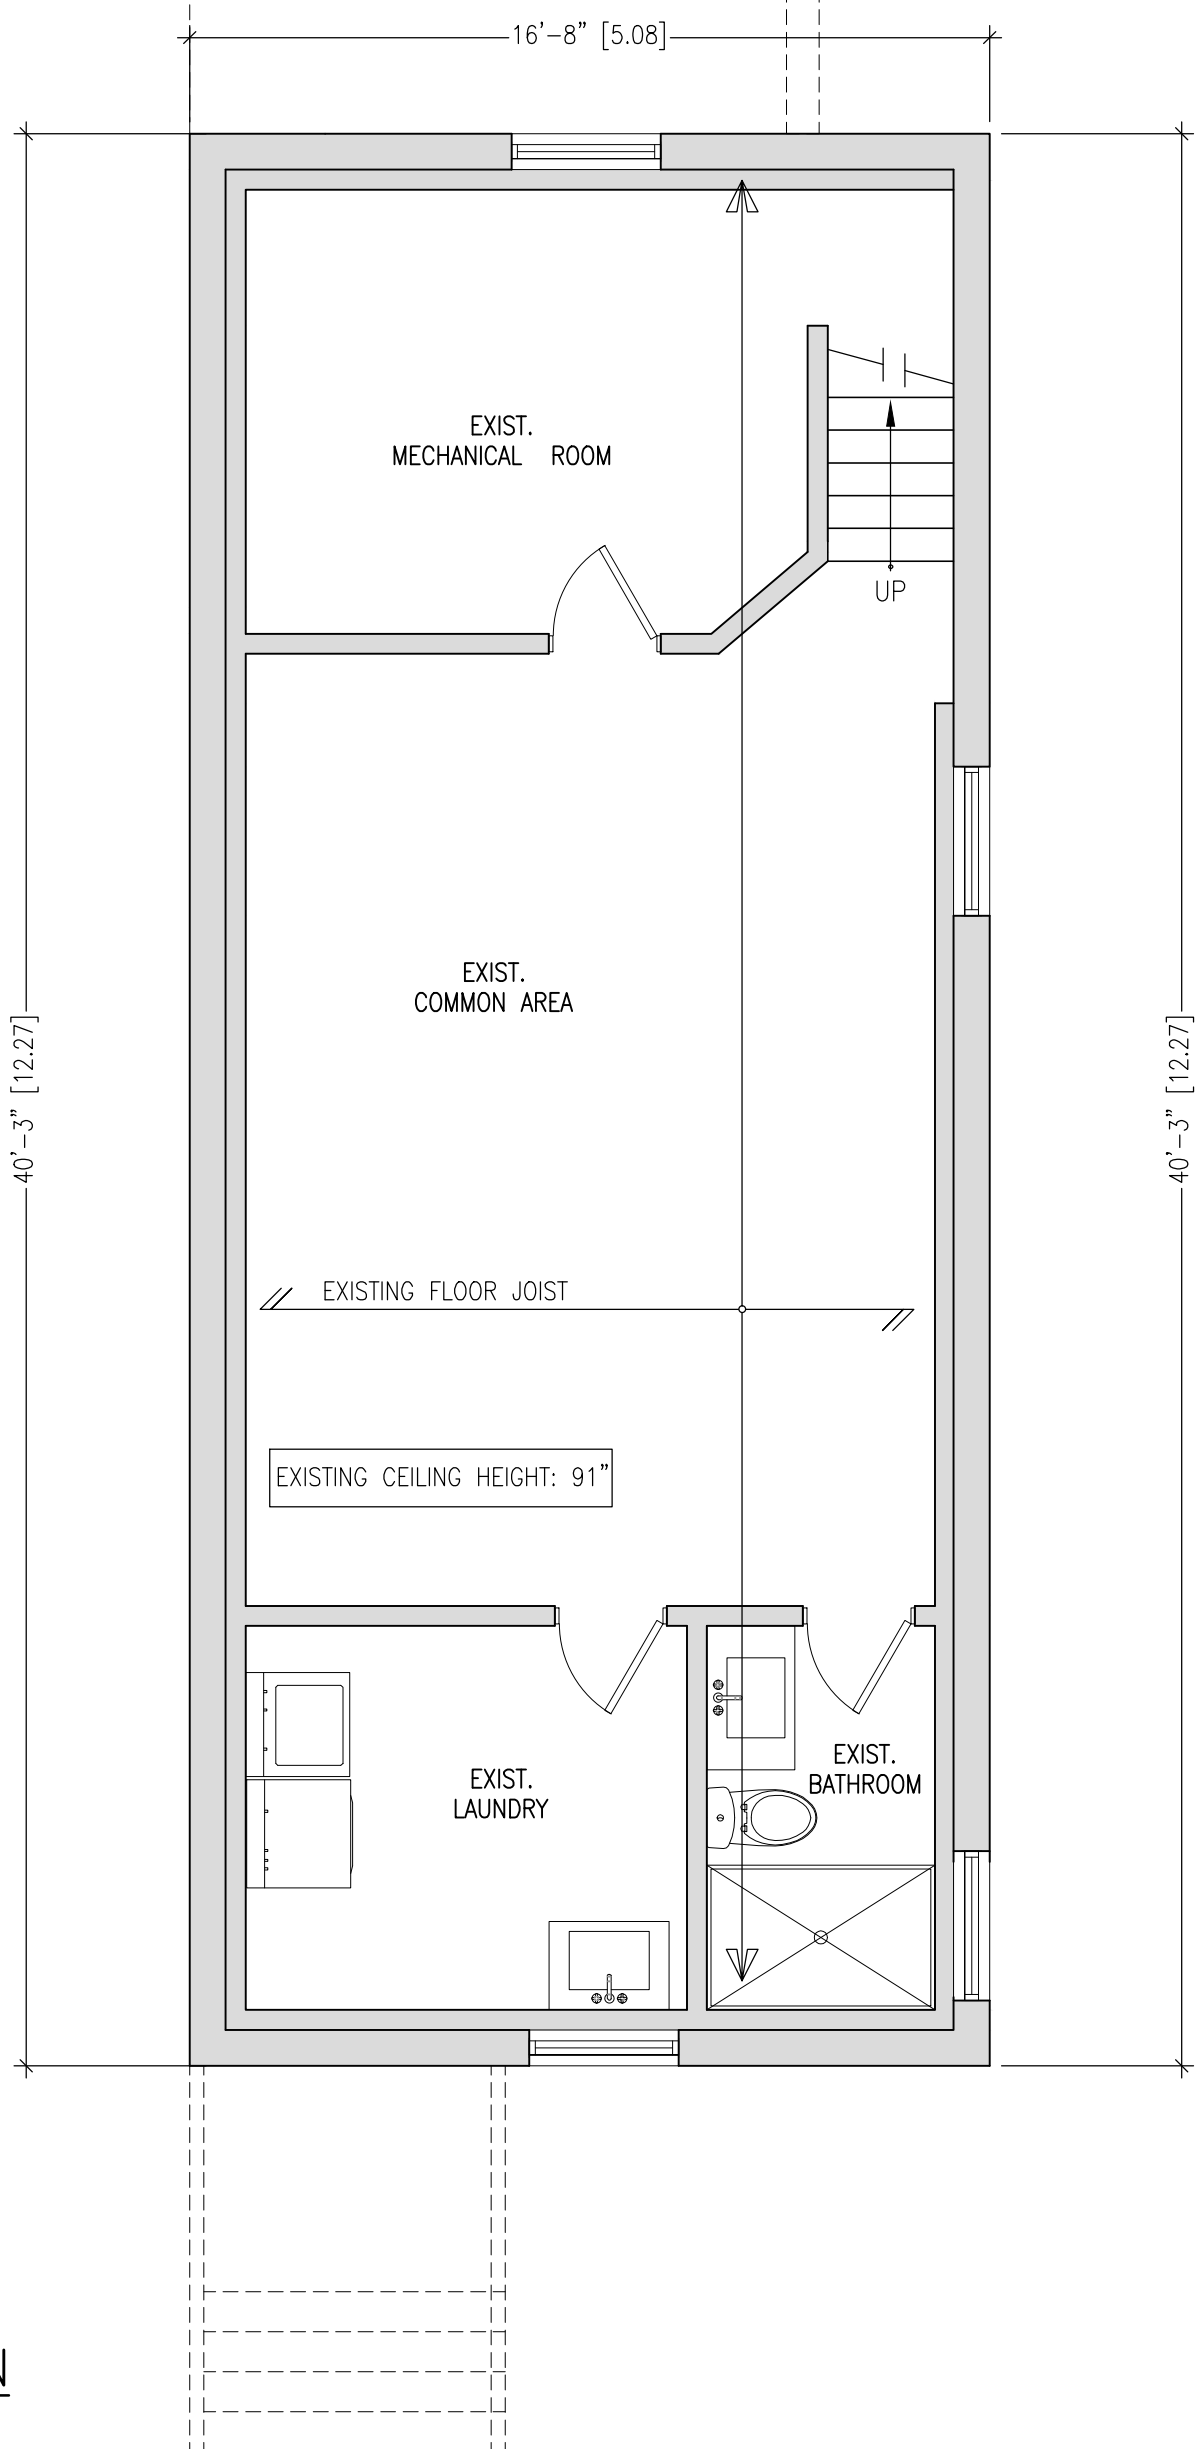 16'-8" [5.08]
EXIST.
MECHANICAL ROOM
UP
EXIST.
COMMON AREA
40'-3" [12.27]
40'-3" [12.27]
EXISTING FLOOR JOIST
EXISTING CEILING HEIGHT: 91"
EXIST.
LAUNDRY
EXIST.
BATHROOM
N